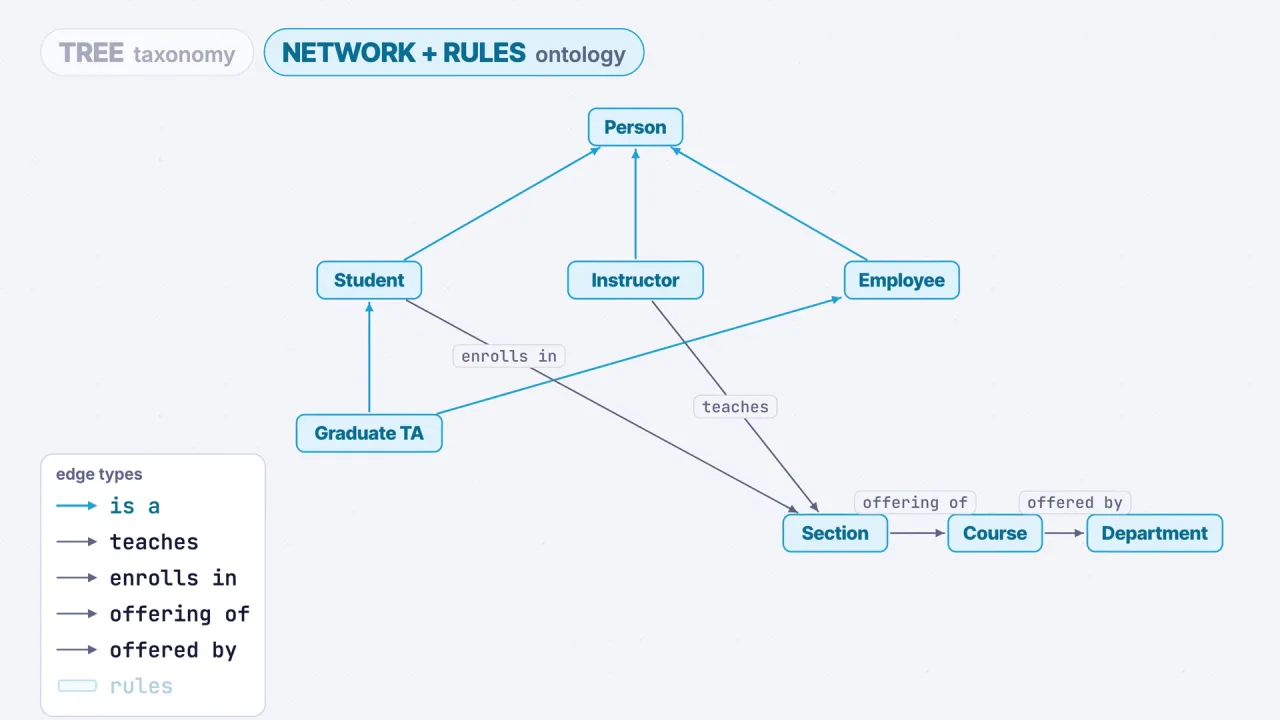 TREE taxonomy
NETWORK + RULES ontology
Person
Student
Instructor
Employee
enrolls in
teaches
Graduate TA
offering of
offered by
Section
Course
Department
edge types
is a
teaches
enrolls in
offering of
offered by
rules